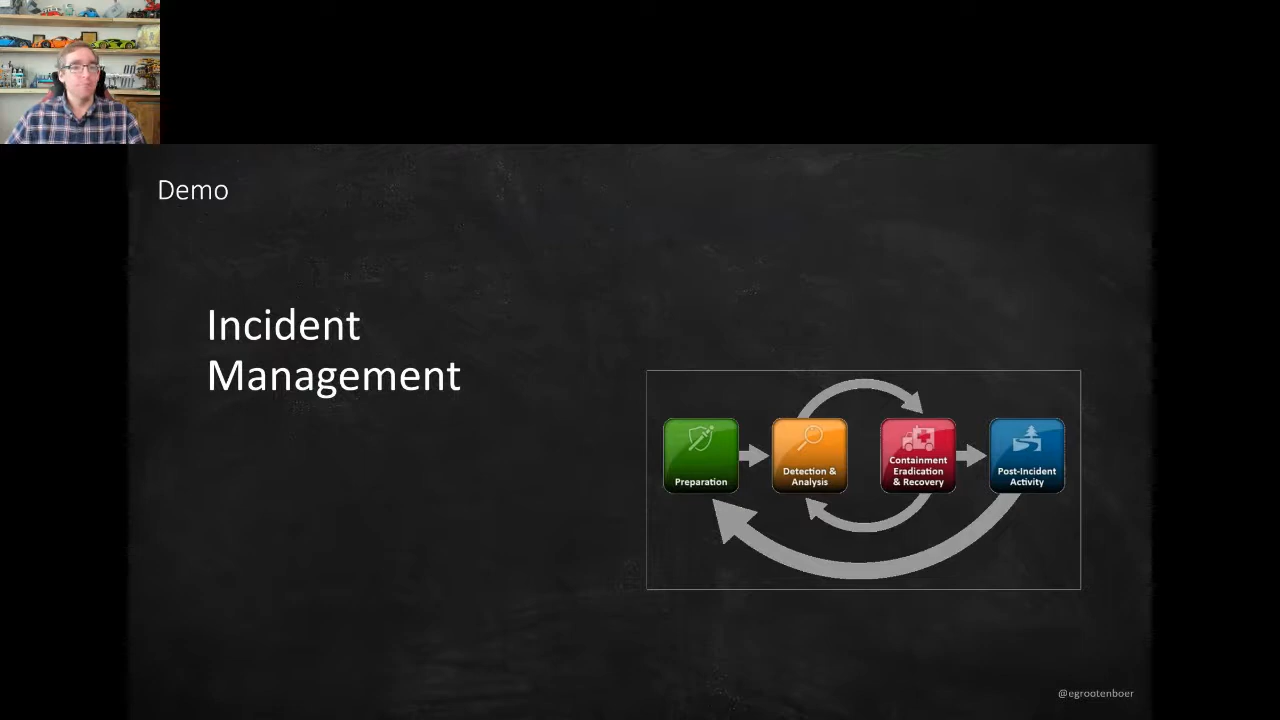 Demo
Incident
Management
Preparation
Detection &
Analysis
Containment
Eradication
& Recovery
Post-Incident
Activity
@egrootenboer